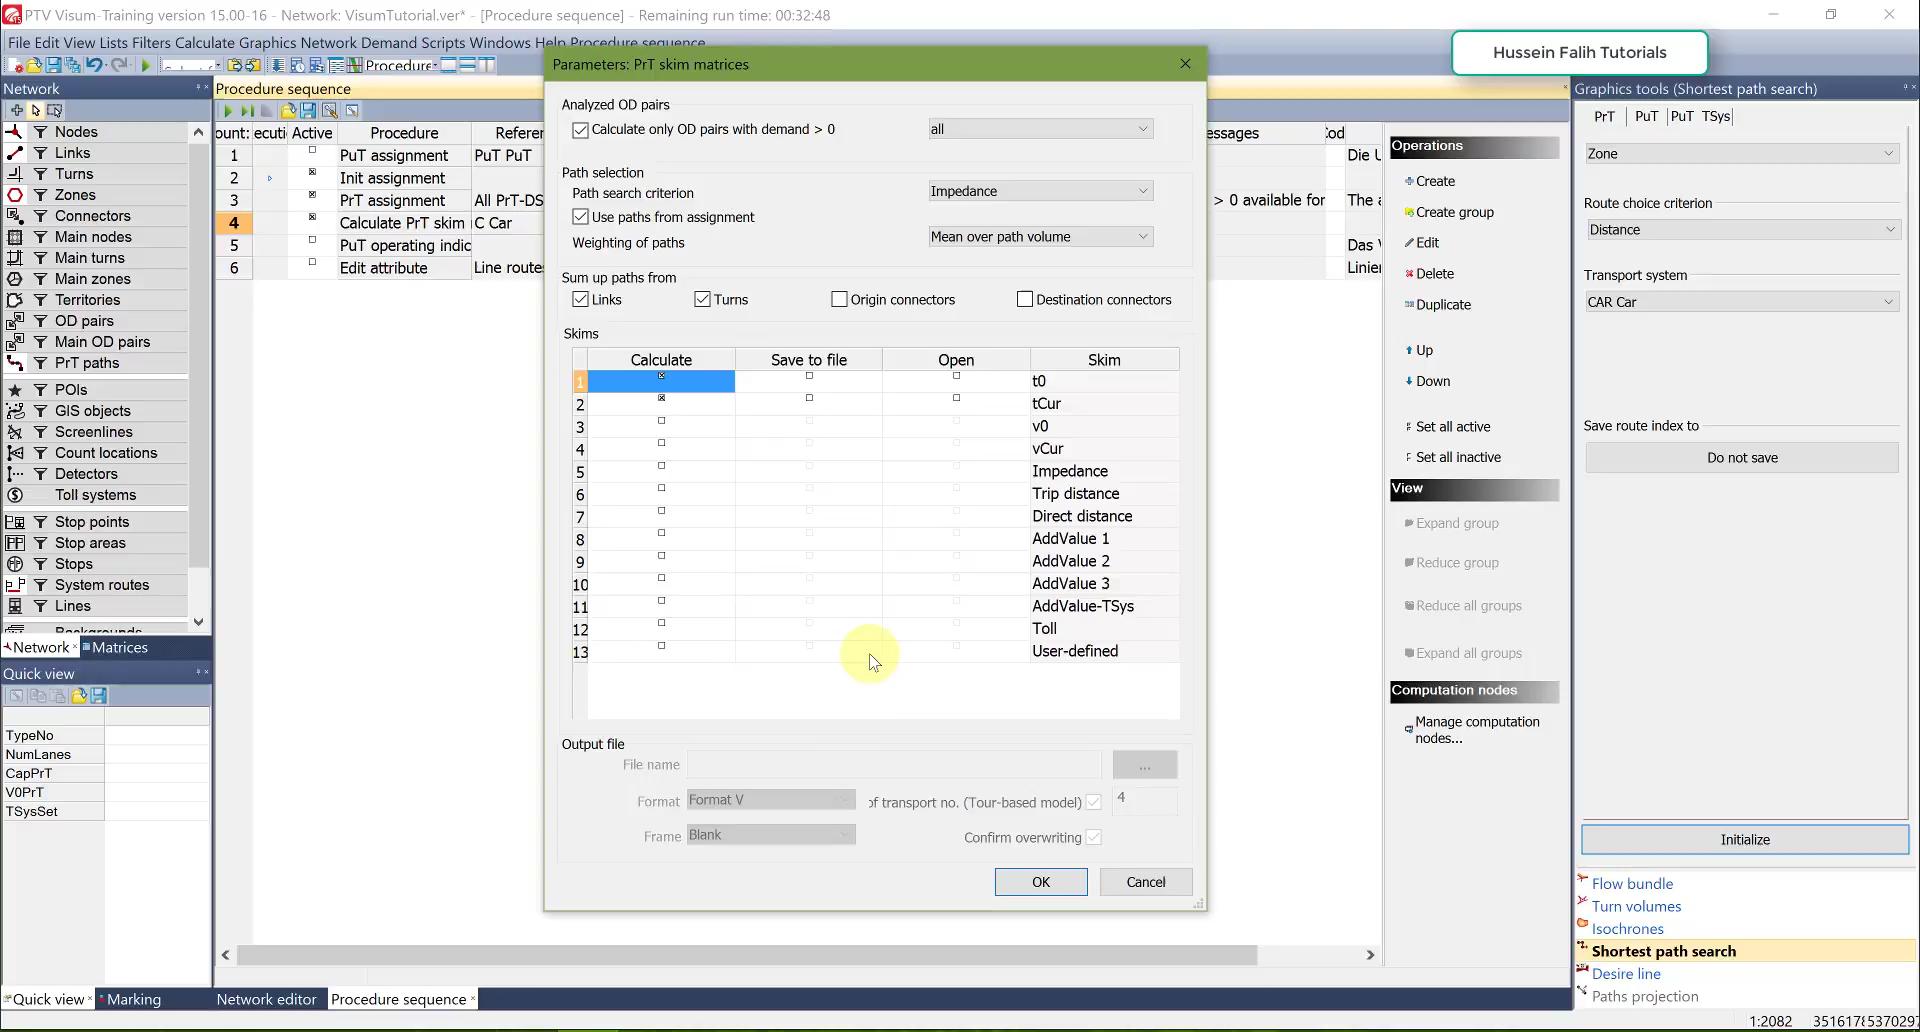 PTV Visum-Training version 15.00-16 - Network: VisumTutorial.ver* - [Procedure sequence] - Remaining run time: 00:32:48
File Edit View Lists Filters Calculate Graphics Network Demand Scripts Windows Help Procedure sequence
Hussein Falih Tutorials
Procedure
Network
Nodes
Links
Turns
Zones
Connectors
Main nodes
Main turns
Main zones
Territories
OD pairs
Main OD pairs
PrT paths
POIs
GIS objects
Screenlines
Count locations
Detectors
Toll systems
Stop points
Stop areas
Stops
System routes
Lines
Network Matrices
Quick view
TypeNo
NumLanes
CapPrT
V0PrT
TSysSet
Quick view Marking
Procedure sequence
ount: ecuti Active Procedure Referen essages Cod
1 PuT assignment PuT PuT Die U
2 Init assignment
3 PrT assignment All PrT-DS > 0 available for The a
4 Calculate PrT skim C Car
5 PuT operating indic Das V
6 Edit attribute Line routes Linier
Network editor Procedure sequence
Parameters: PrT skim matrices
Analyzed OD pairs
Calculate only OD pairs with demand > 0 all
Path selection
Path search criterion Impedance
Use paths from assignment
Weighting of paths Mean over path volume
Sum up paths from
Links Turns Origin connectors Destination connectors
Skims
Calculate Save to file Open Skim
1 t0
2 tCur
3 v0
4 vCur
5 Impedance
6 Trip distance
7 Direct distance
8 AddValue 1
9 AddValue 2
10 AddValue 3
11 AddValue-TSys
12 Toll
13 User-defined
Output file
File name ...
Format Format V of transport no. (Tour-based model) 4
Frame Blank Confirm overwriting
OK Cancel
Operations
Create
Create group
Edit
Delete
Duplicate
Up
Down
Set all active
Set all inactive
View
Expand group
Reduce group
Reduce all groups
Expand all groups
Computation nodes
Manage computation
nodes...
Graphics tools (Shortest path search)
PrT PuT PuT TSys
Zone
Route choice criterion
Distance
Transport system
CAR Car
Save route index to
Do not save
Initialize
Flow bundle
Turn volumes
Isochrones
Shortest path search
Desire line
Paths projection
1:2082